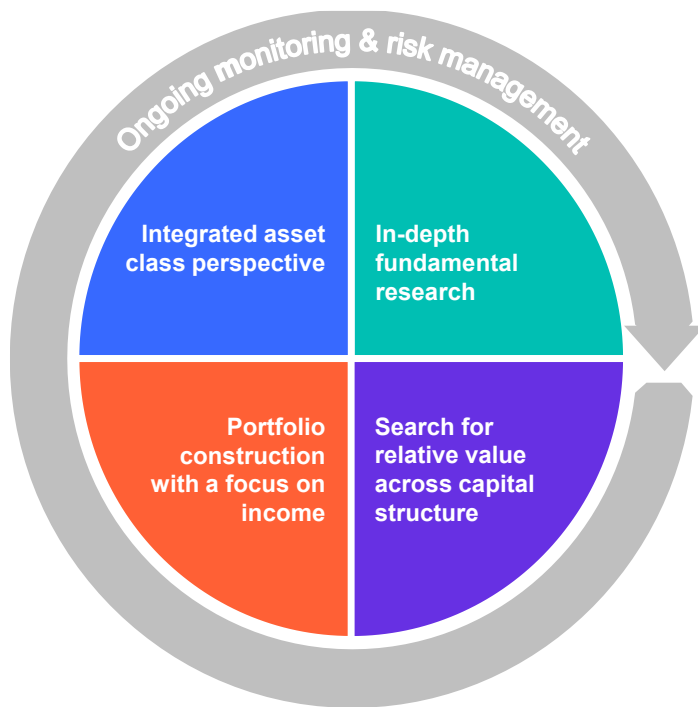 Ongoing monitoring & risk management
Integrated asset
class perspective
In-depth
fundamental
research
Portfolio
construction
with a focus on
income
Search for
relative value
across capital
structure